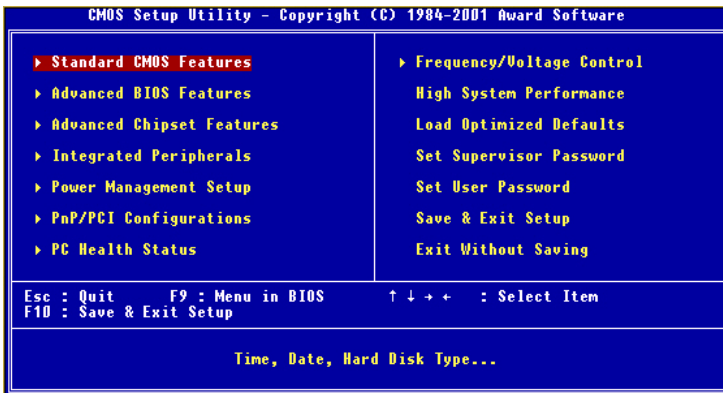 CMOS Setup Utility – Copyright (C) 1984–2001 Award Software
▸ Standard CMOS Features
▸ Advanced BIOS Features
▸ Advanced Chipset Features
▸ Integrated Peripherals
▸ Power Management Setup
▸ PnP/PCI Configurations
▸ PC Health Status
▸ Frequency/Voltage Control
High System Performance
Load Optimized Defaults
Set Supervisor Password
Set User Password
Save & Exit Setup
Exit Without Saving
Esc : Quit F9 : Menu in BIOS ↑ ↓ → ← : Select Item
F10 : Save & Exit Setup
Time, Date, Hard Disk Type...